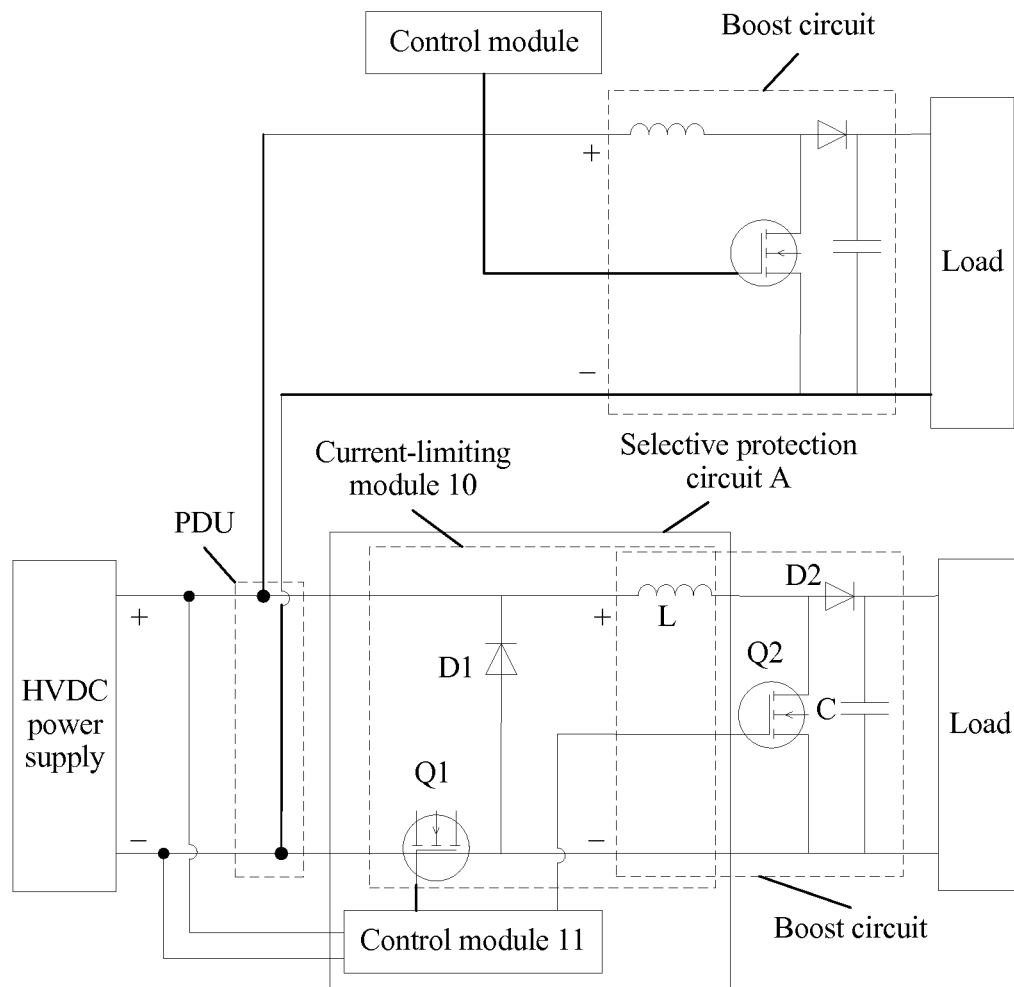 Boost circuit
Control module
+
Load
−
Selective protection
circuit A
Current-limiting
module 10
PDU
D2
+
+
L
Q2
D1
HVDC
power
supply
C
Load
Q1
−
−
Control module 11
Boost circuit